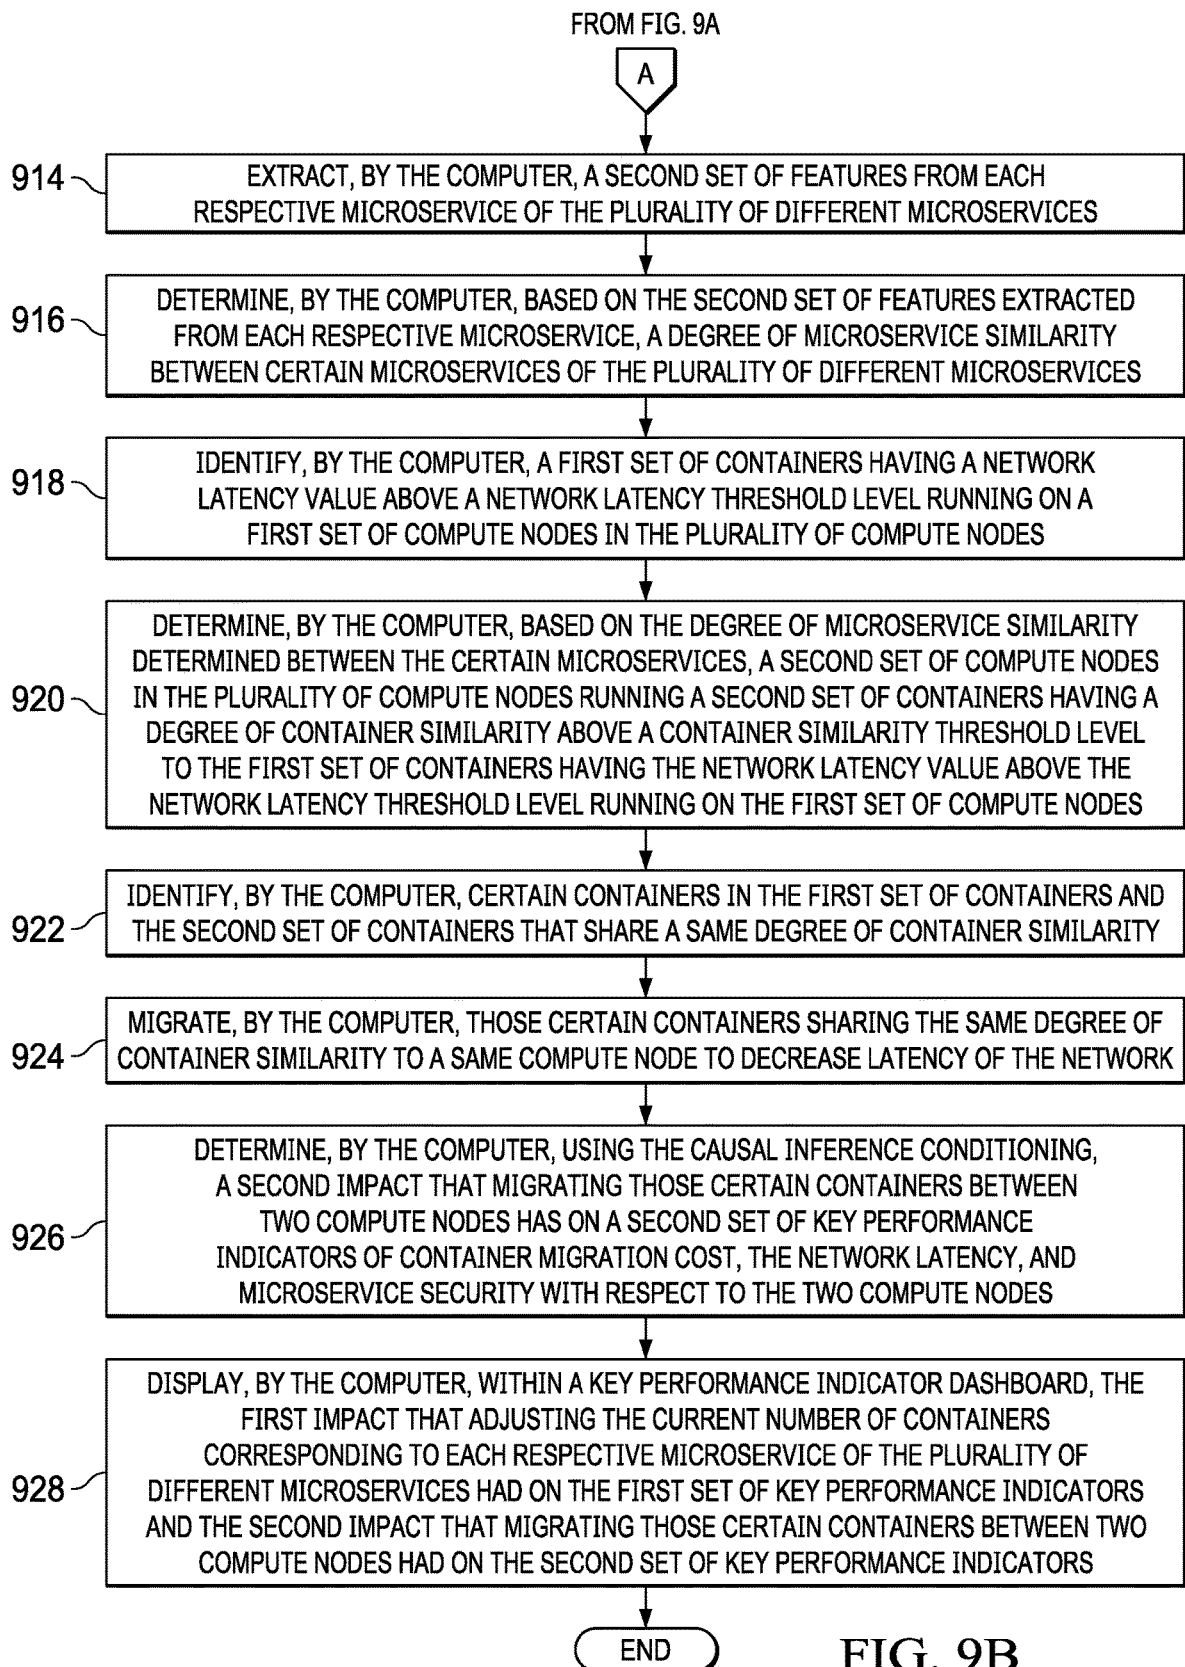 FROM FIG. 9A
A
914
EXTRACT, BY THE COMPUTER, A SECOND SET OF FEATURES FROM EACH
RESPECTIVE MICROSERVICE OF THE PLURALITY OF DIFFERENT MICROSERVICES
916
DETERMINE, BY THE COMPUTER, BASED ON THE SECOND SET OF FEATURES EXTRACTED
FROM EACH RESPECTIVE MICROSERVICE, A DEGREE OF MICROSERVICE SIMILARITY
BETWEEN CERTAIN MICROSERVICES OF THE PLURALITY OF DIFFERENT MICROSERVICES
918
IDENTIFY, BY THE COMPUTER, A FIRST SET OF CONTAINERS HAVING A NETWORK
LATENCY VALUE ABOVE A NETWORK LATENCY THRESHOLD LEVEL RUNNING ON A
FIRST SET OF COMPUTE NODES IN THE PLURALITY OF COMPUTE NODES
920
DETERMINE, BY THE COMPUTER, BASED ON THE DEGREE OF MICROSERVICE SIMILARITY
DETERMINED BETWEEN THE CERTAIN MICROSERVICES, A SECOND SET OF COMPUTE NODES
IN THE PLURALITY OF COMPUTE NODES RUNNING A SECOND SET OF CONTAINERS HAVING A
DEGREE OF CONTAINER SIMILARITY ABOVE A CONTAINER SIMILARITY THRESHOLD LEVEL
TO THE FIRST SET OF CONTAINERS HAVING THE NETWORK LATENCY VALUE ABOVE THE
NETWORK LATENCY THRESHOLD LEVEL RUNNING ON THE FIRST SET OF COMPUTE NODES
922
IDENTIFY, BY THE COMPUTER, CERTAIN CONTAINERS IN THE FIRST SET OF CONTAINERS AND
THE SECOND SET OF CONTAINERS THAT SHARE A SAME DEGREE OF CONTAINER SIMILARITY
924
MIGRATE, BY THE COMPUTER, THOSE CERTAIN CONTAINERS SHARING THE SAME DEGREE OF
CONTAINER SIMILARITY TO A SAME COMPUTE NODE TO DECREASE LATENCY OF THE NETWORK
926
DETERMINE, BY THE COMPUTER, USING THE CAUSAL INFERENCE CONDITIONING,
A SECOND IMPACT THAT MIGRATING THOSE CERTAIN CONTAINERS BETWEEN
TWO COMPUTE NODES HAS ON A SECOND SET OF KEY PERFORMANCE
INDICATORS OF CONTAINER MIGRATION COST, THE NETWORK LATENCY, AND
MICROSERVICE SECURITY WITH RESPECT TO THE TWO COMPUTE NODES
928
DISPLAY, BY THE COMPUTER, WITHIN A KEY PERFORMANCE INDICATOR DASHBOARD, THE
FIRST IMPACT THAT ADJUSTING THE CURRENT NUMBER OF CONTAINERS
CORRESPONDING TO EACH RESPECTIVE MICROSERVICE OF THE PLURALITY OF
DIFFERENT MICROSERVICES HAD ON THE FIRST SET OF KEY PERFORMANCE INDICATORS
AND THE SECOND IMPACT THAT MIGRATING THOSE CERTAIN CONTAINERS BETWEEN TWO
COMPUTE NODES HAD ON THE SECOND SET OF KEY PERFORMANCE INDICATORS
END
FIG. 9B